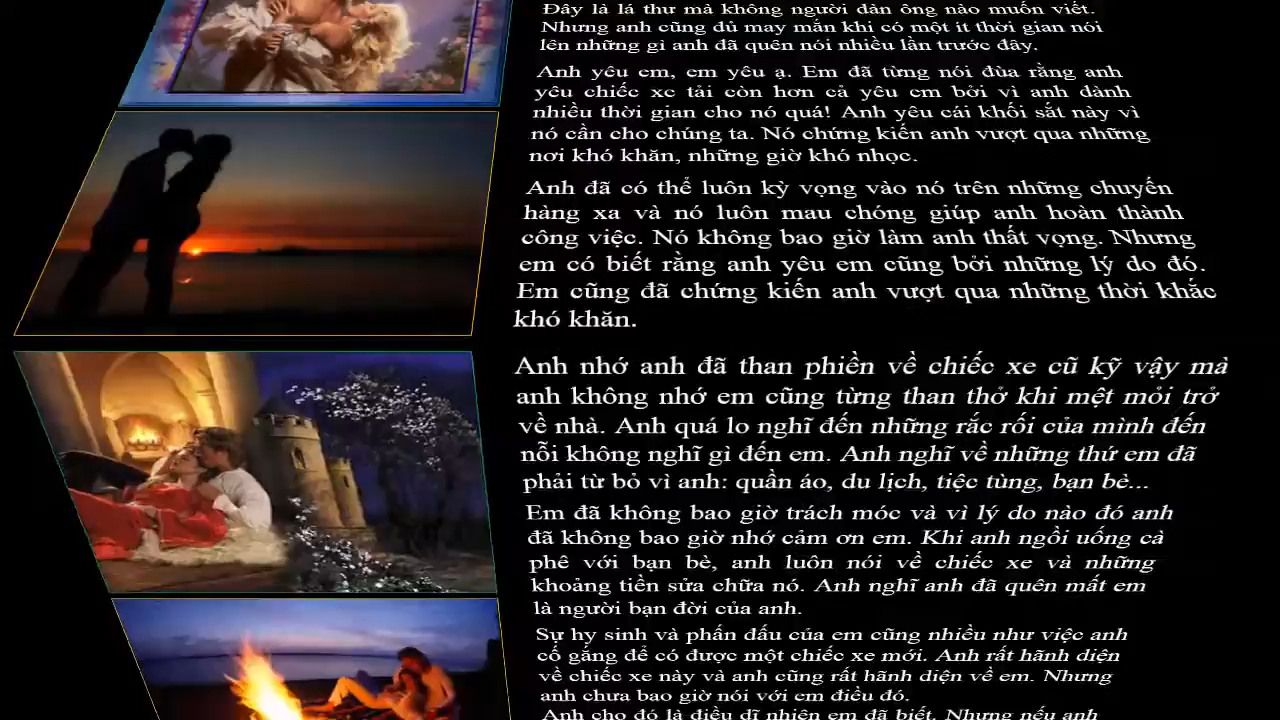 Đây là lá thư mà không người đàn ông nào muốn viết.
Nhưng anh cũng đủ may mắn khi có một ít thời gian nói
lên những gì anh đã quên nói nhiều lần trước đây.
Anh yêu em, em yêu ạ. Em đã từng nói đùa rằng anh
yêu chiếc xe tải còn hơn cả yêu em bởi vì anh dành
nhiều thời gian cho nó quá! Anh yêu cái khối sắt này vì
nó cần cho chúng ta. Nó chứng kiến anh vượt qua những
nơi khó khăn, những giờ khó nhọc.
Anh đã có thể luôn kỳ vọng vào nó trên những chuyến
hàng xa và nó luôn mau chóng giúp anh hoàn thành
công việc. Nó không bao giờ làm anh thất vọng. Nhưng
em có biết rằng anh yêu em cũng bởi những lý do đó.
Em cũng đã chứng kiến anh vượt qua những thời khắc
khó khăn.
Anh nhớ anh đã than phiền về chiếc xe cũ kỹ vậy mà
anh không nhớ em cũng từng than thở khi mệt mỏi trở
về nhà. Anh quá lo nghĩ đến những rắc rối của mình đến
nỗi không nghĩ gì đến em. Anh nghĩ về những thứ em đã
phải từ bỏ vì anh: quần áo, du lịch, tiệc tùng, bạn bè...
Em đã không bao giờ trách móc và vì lý do nào đó anh
đã không bao giờ nhớ cảm ơn em. Khi anh ngồi uống cà
phê với bạn bè, anh luôn nói về chiếc xe và những
khoảng tiền sửa chữa nó. Anh nghĩ anh đã quên mất em
là người bạn đời của anh.
Sự hy sinh và phấn đấu của em cũng nhiều như việc anh
cố gắng để có được một chiếc xe mới. Anh rất hãnh diện
về chiếc xe này và anh cũng rất hãnh diện về em. Nhưng
anh chưa bao giờ nói với em điều đó.
Anh cho đó là điều dĩ nhiên em đã biết. Nhưng nếu anh